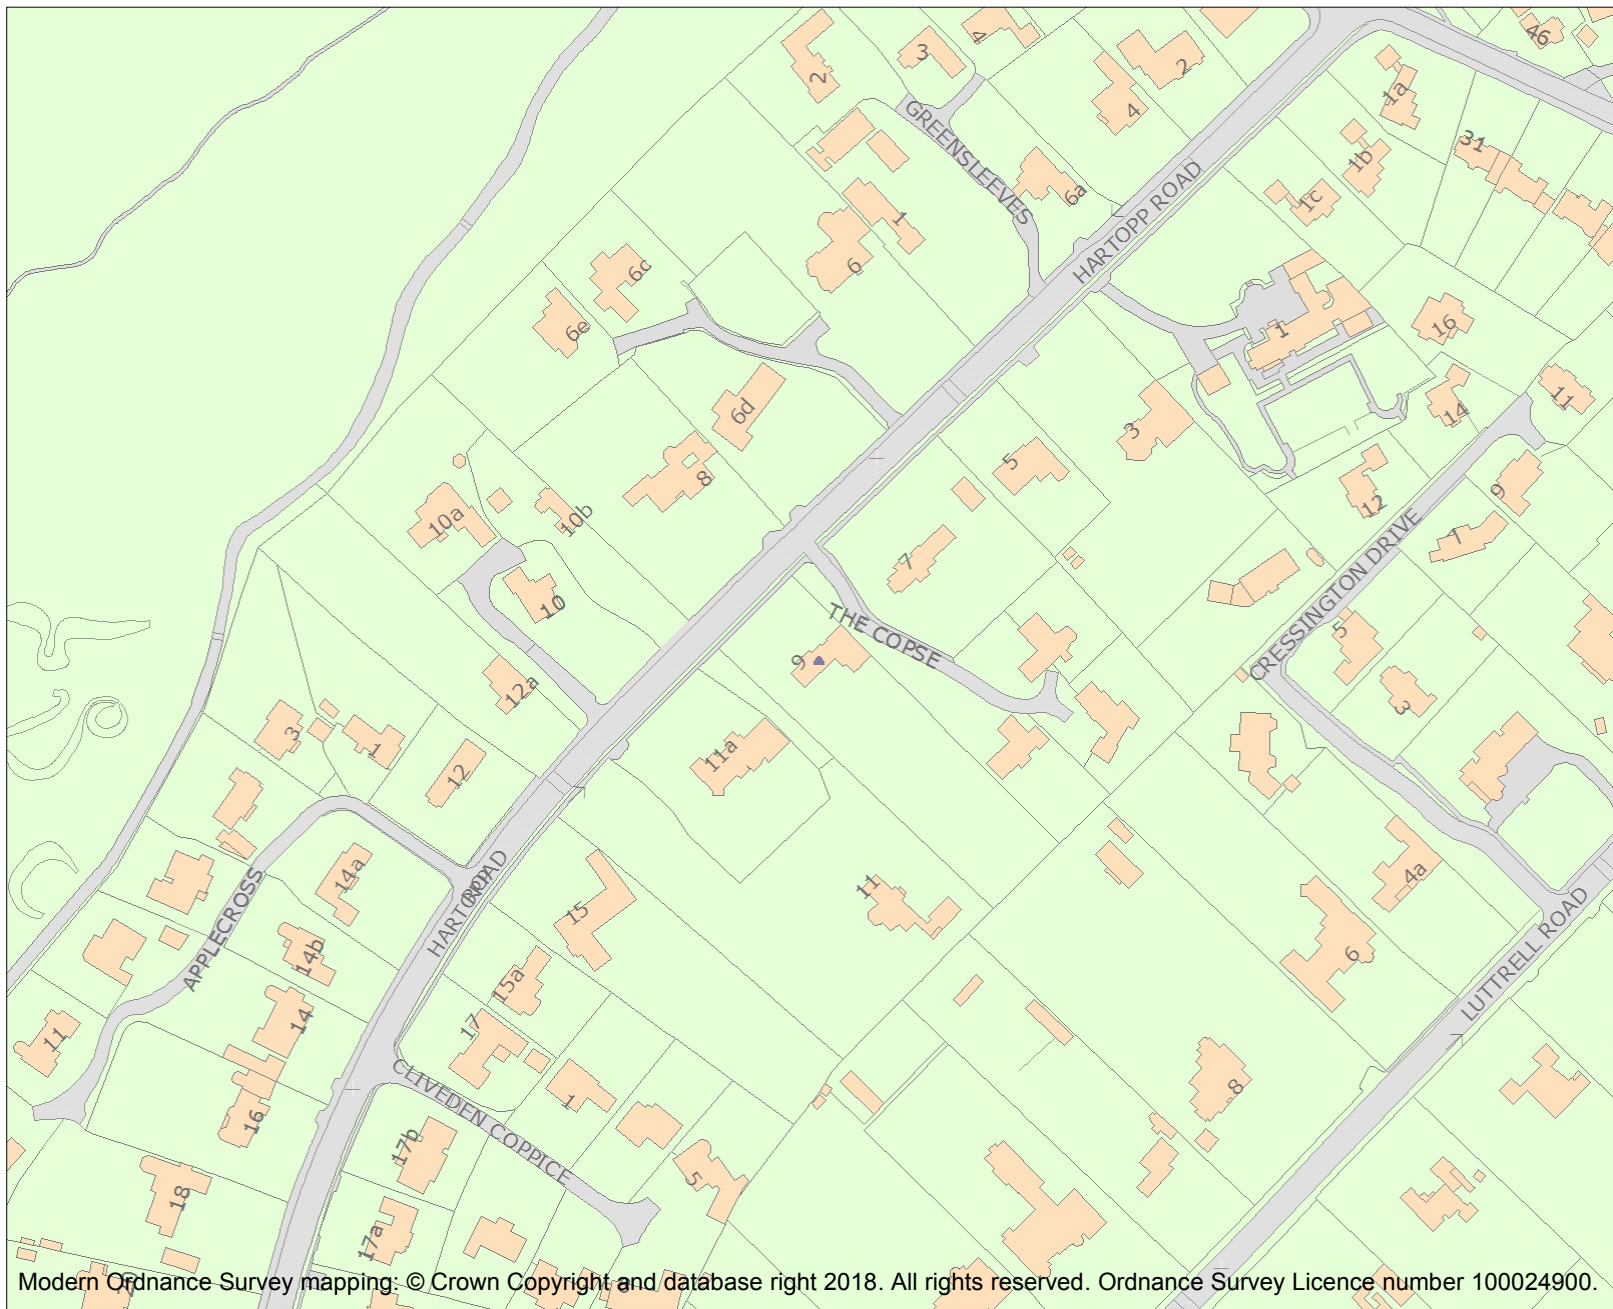 46
2
3
4
2
4
1a
GREENSLEEVES
31
1b
6a
1c
HARTOPP ROAD
1
6
6c
6e
1
16
6d
11
14
3
5
8
9
12
10a
10b
7
7
CRESSINGTON DRIVE
10
THE COPSE
5
9
12a
3
3
1
11a
12
14a
4a
11
HARTOPP
ROAD
APPLECROSS
15
6
14b
LUTTRELL ROAD
15a
14
17
11
CLIVEDEN COPPICE
1
8
16
17b
5
18
17a
Modern Ordnance Survey mapping: © Crown Copyright and database right 2018. All rights reserved. Ordnance Survey Licence number 100024900.